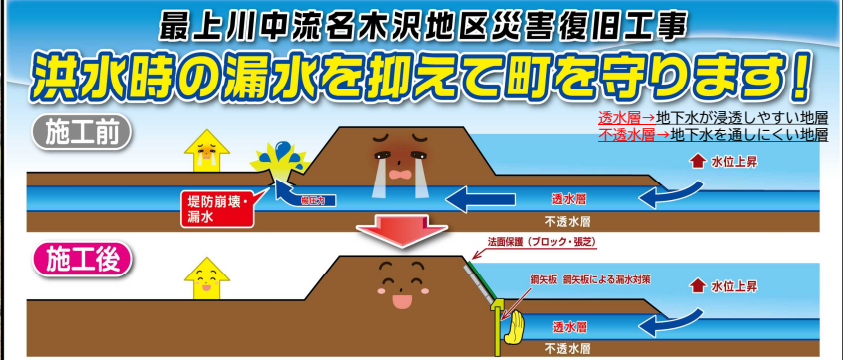 最上川中流名木沢地区災害復旧工事
洪水時の漏水を抑えて町を守ります!
透水層→地下水が浸透しやすい地層
不透水層→地下水を通しにくい地層
施工前
水位上昇
堤防崩壊・
漏水
透水層
不透水層
施工後
法面保護(ブロック・張芝)
鋼矢板 鋼矢板による漏水対策
水位上昇
透水層
不透水層